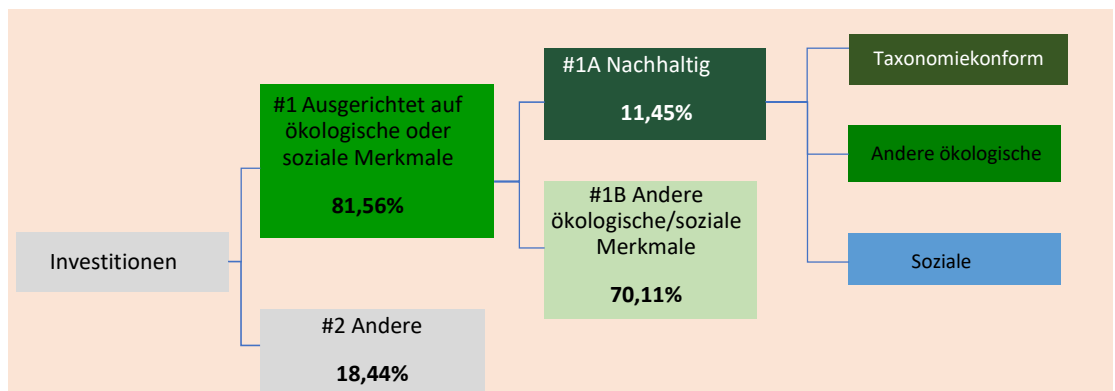 Investitionen
#1 Ausgerichtet auf
ökologische oder
soziale Merkmale
81,56%
#2 Andere
18,44%
#1A Nachhaltig
11,45%
#1B Andere
ökologische/soziale
Merkmale
70,11%
Taxonomiekonform
Andere ökologische
Soziale